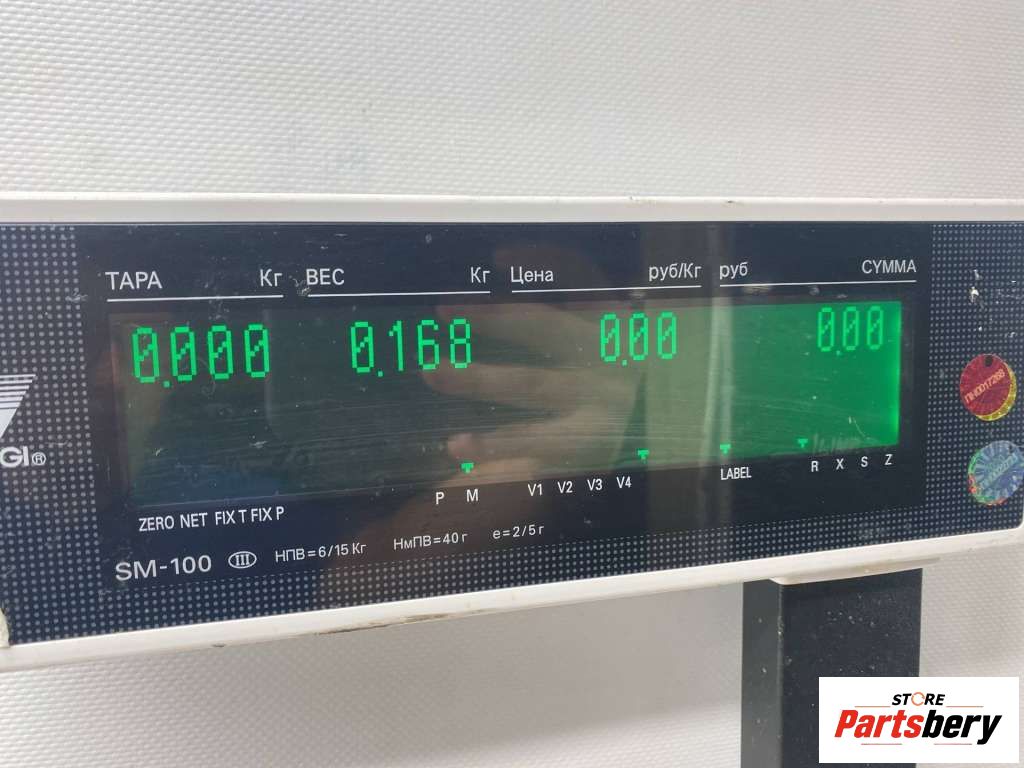 ТАРА Кг ВЕС Кг Цена руб/Кг руб СУММА
0.000 0.168 0.00 0.00
P M V1 V2 V3 V4 LABEL R X S Z
GI®
ZERO NET FIX T FIX P
SM-100 III НПВ=6/15 Кг НмПВ=40 г e=2/5 г
STORE
Partsbery